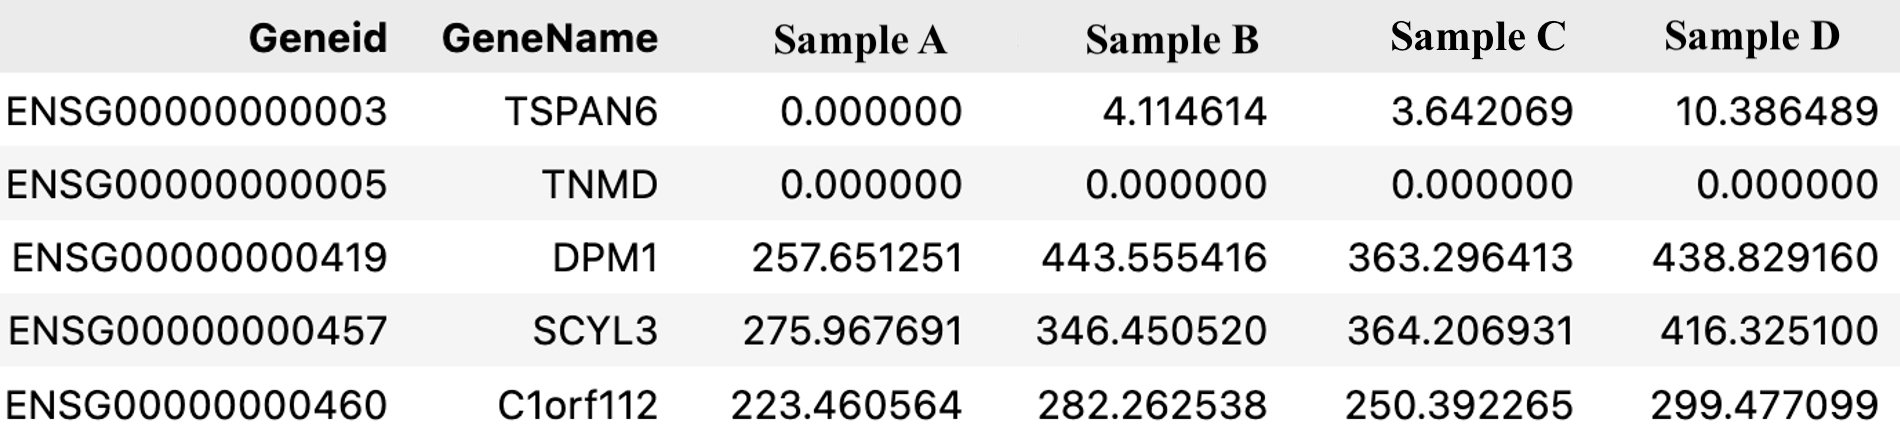 Geneid GeneName Sample A Sample B Sample C Sample D
ENSG00000000003 TSPAN6 0.000000 4.114614 3.642069 10.386489
ENSG00000000005 TNMD 0.000000 0.000000 0.000000 0.000000
ENSG00000000419 DPM1 257.651251 443.555416 363.296413 438.829160
ENSG00000000457 SCYL3 275.967691 346.450520 364.206931 416.325100
ENSG00000000460 C1orf112 223.460564 282.262538 250.392265 299.477099